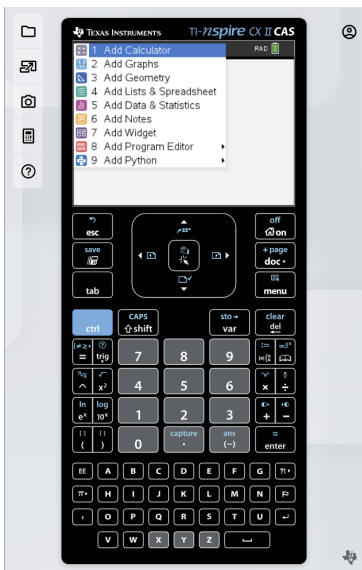 TEXAS INSTRUMENTS TI-nspire CX II CAS
1 Add Calculator
RAD
2 Add Graphs
3 Add Geometry
4 Add Lists & Spreadsheet
5 Add Data & Statistics
6 Add Notes
7 Add Widget
8 Add Program Editor
9 Add Python
esc
off
on
save
+page
doc
tab
menu
ctrl
CAPS
shift
sto→
var
clear
del
= trig 7 8 9
^ x² 4 5 6 × ÷
ln log
eˣ 10ˣ 1 2 3 + −
capture ans ≈
( ) 0 . (−) enter
EE A B C D E F G ?!
π H I J K L M N
, O P Q R S T U
V W X Y Z